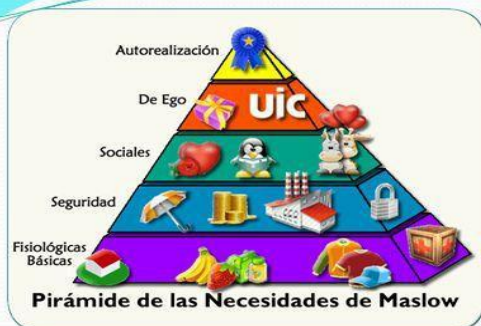 Autorealización
De Ego
uic
Sociales
Seguridad
Fisiológicas
Básicas
Pirámide de las Necesidades de Maslow